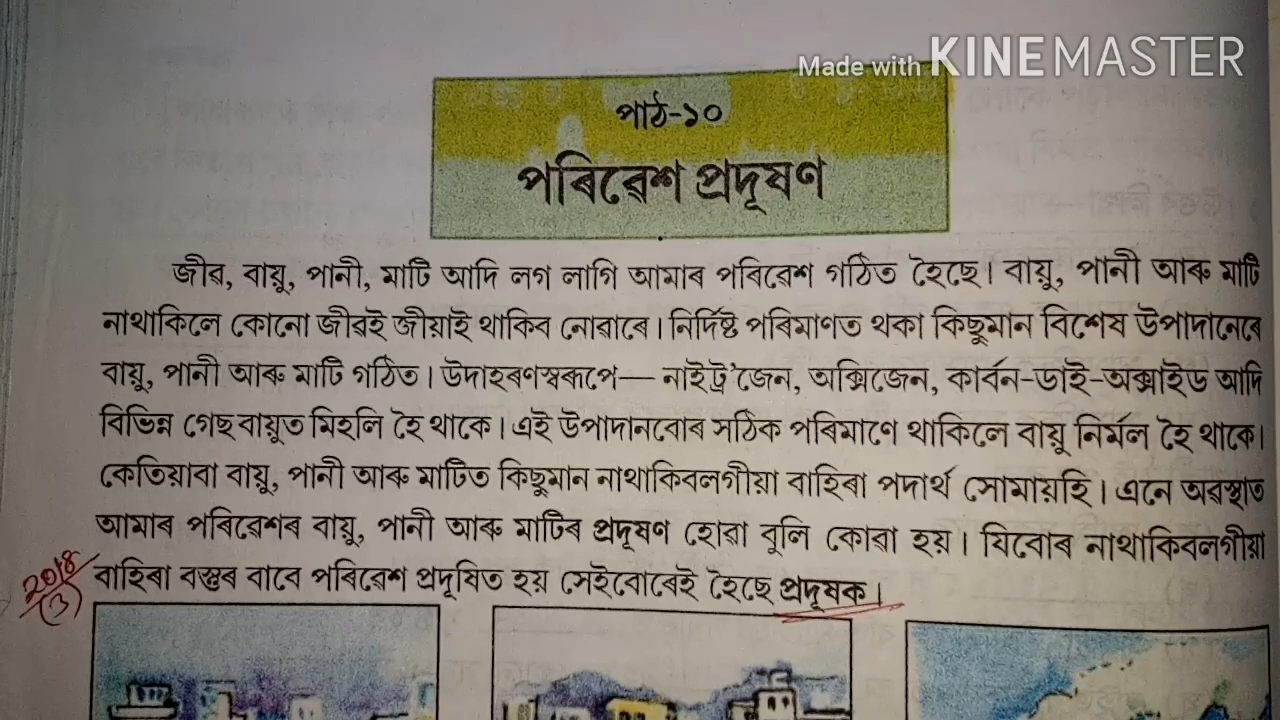 Made with KINEMASTER
পাঠ-১০
পৰিৱেশ প্ৰদূষণ
জীৱ, বায়ু, পানী, মাটি আদি লগ লাগি আমাৰ পৰিৱেশ গঠিত হৈছে। বায়ু, পানী আৰু মাটি
নাথাকিলে কোনো জীৱই জীয়াই থাকিব নোৱাৰে। নিৰ্দিষ্ট পৰিমাণত থকা কিছুমান বিশেষ উপাদানেৰে
বায়ু, পানী আৰু মাটি গঠিত। উদাহৰণস্বৰূপে— নাইট্ৰ'জেন, অক্সিজেন, কাৰ্বন-ডাই-অক্সাইড আদি
বিভিন্ন গেছ বায়ুত মিহলি হৈ থাকে। এই উপাদানবোৰ সঠিক পৰিমাণে থাকিলে বায়ু নিৰ্মল হৈ থাকে।
কেতিয়াবা বায়ু, পানী আৰু মাটিত কিছুমান নাথাকিবলগীয়া বাহিৰা পদাৰ্থ সোমায়হি। এনে অৱস্থাত
আমাৰ পৰিৱেশৰ বায়ু, পানী আৰু মাটিৰ প্ৰদূষণ হোৱা বুলি কোৱা হয়। যিবোৰ নাথাকিবলগীয়া
বাহিৰা বস্তুৰ বাবে পৰিৱেশ প্ৰদূষিত হয় সেইবোৰেই হৈছে প্ৰদূষক।
2018